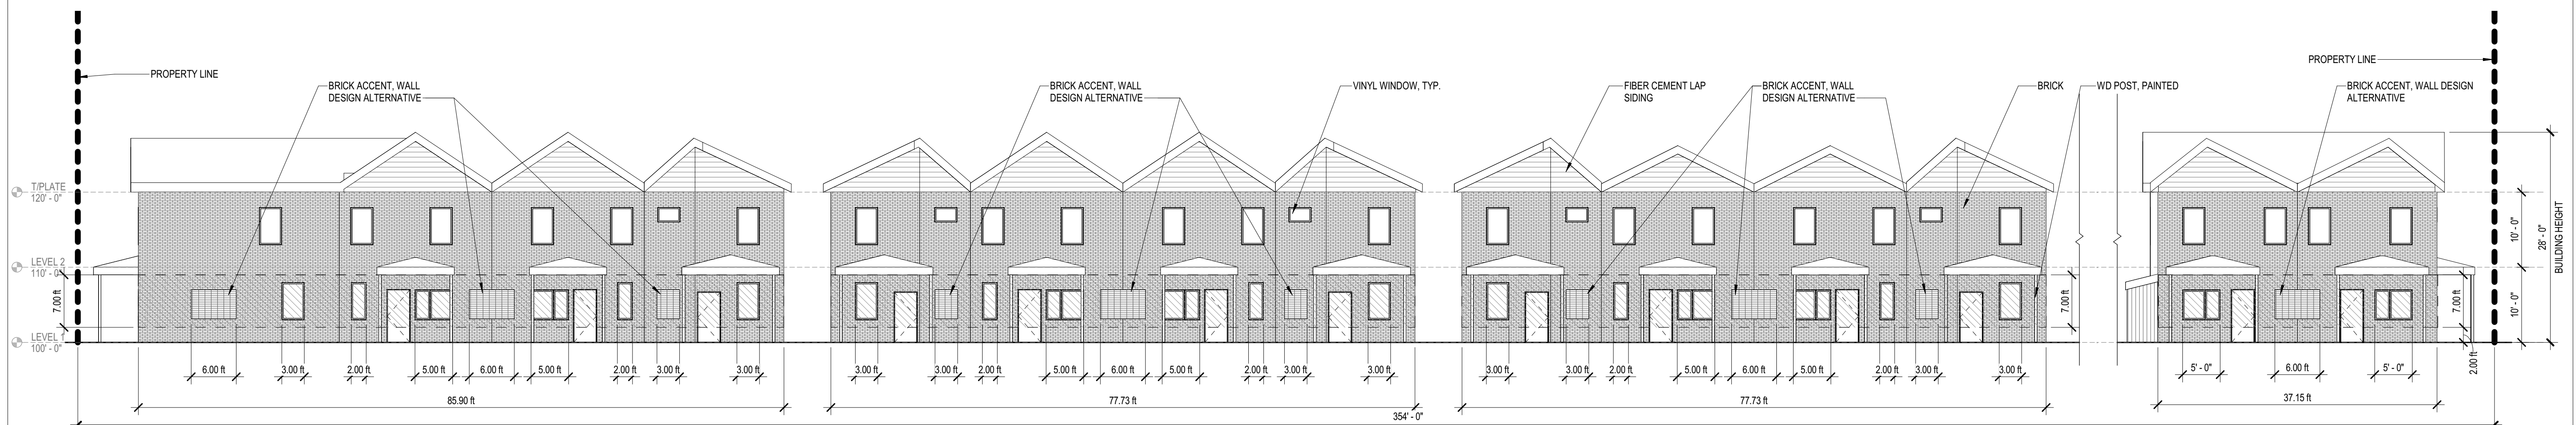 PROPERTY LINE
BRICK ACCENT, WALL
DESIGN ALTERNATIVE
BRICK ACCENT, WALL
DESIGN ALTERNATIVE
VINYL WINDOW, TYP.
FIBER CEMENT LAP
SIDING
BRICK ACCENT, WALL
DESIGN ALTERNATIVE
BRICK
WD POST, PAINTED
PROPERTY LINE
BRICK ACCENT, WALL DESIGN
ALTERNATIVE
T/PLATE
120' - 0"
LEVEL 2
110' - 0"
LEVEL 1
100' - 0"
7.00 ft
7.00 ft
7.00 ft
2.00 ft
10' - 0"
10' - 0"
28' - 0"
BUILDING HEIGHT
6.00 ft
3.00 ft
2.00 ft
5.00 ft
6.00 ft
5.00 ft
2.00 ft
3.00 ft
3.00 ft
3.00 ft
3.00 ft
2.00 ft
5.00 ft
6.00 ft
5.00 ft
2.00 ft
3.00 ft
3.00 ft
3.00 ft
3.00 ft
2.00 ft
5.00 ft
6.00 ft
5.00 ft
2.00 ft
3.00 ft
3.00 ft
5' - 0"
6.00 ft
5' - 0"
85.90 ft
77.73 ft
77.73 ft
37.15 ft
354' - 0"